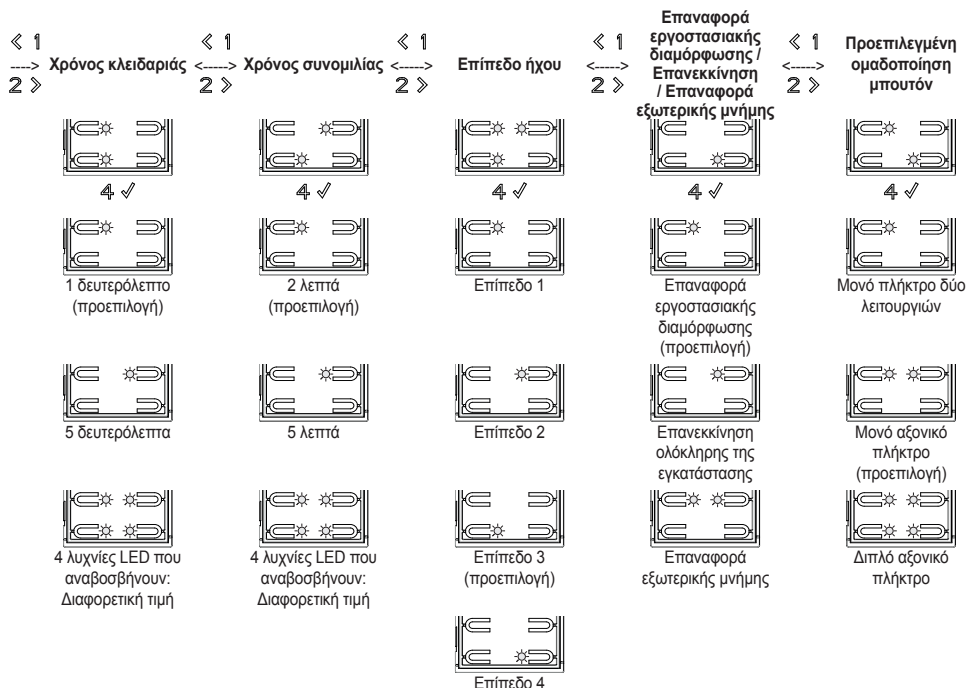 « 1
---->
2 »
Χρόνος κλειδαριάς
« 1
<----->
2 »
Χρόνος συνομιλίας
« 1
<----->
2 »
Επίπεδο ήχου
« 1
<----->
2 »
Επαναφορά
εργοστασιακής
διαμόρφωσης /
Επανεκκίνηση
/ Επαναφορά
εξωτερικής μνήμης
« 1
<----->
2 »
Προεπιλεγμένη
ομαδοποίηση
μπουτόν
4 ✓
4 ✓
4 ✓
4 ✓
4 ✓
1 δευτερόλεπτο
(προεπιλογή)
2 λεπτά
(προεπιλογή)
Επίπεδο 1
Επαναφορά
εργοστασιακής
διαμόρφωσης
(προεπιλογή)
Μονό πλήκτρο δύο
λειτουργιών
5 δευτερόλεπτα
5 λεπτά
Επίπεδο 2
Επανεκκίνηση
ολόκληρης της
εγκατάστασης
Μονό αξονικό
πλήκτρο
(προεπιλογή)
4 λυχνίες LED που
αναβοσβήνουν:
Διαφορετική τιμή
4 λυχνίες LED που
αναβοσβήνουν:
Διαφορετική τιμή
Επίπεδο 3
(προεπιλογή)
Επαναφορά
εξωτερικής μνήμης
Διπλό αξονικό
πλήκτρο
Επίπεδο 4